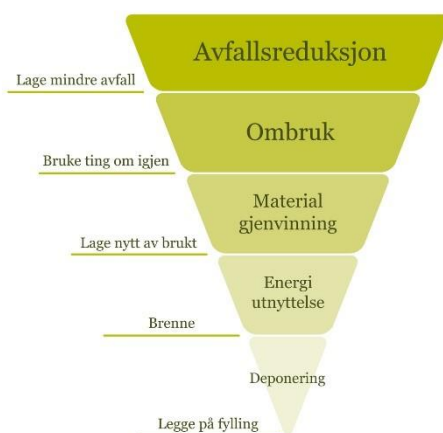 Avfallsreduksjon
Lage mindre avfall
Ombruk
Bruke ting om igjen
Material
gjenvinning
Lage nytt av brukt
Energi
utnyttelse
Brenne
Deponering
Legge på fylling